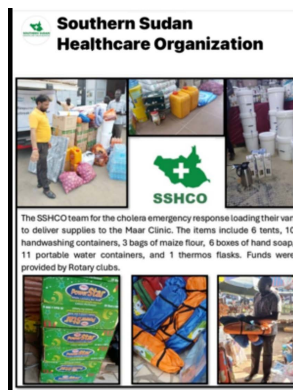 Southern Sudan
Healthcare Organization
SSHCO
The SSHCO team for the cholera emergency response loading their van
to deliver supplies to the Maar Clinic. The items include 6 tents, 10
handwashing containers, 3 bags of maize flour, 6 boxes of hand soap,
11 portable water containers, and 1 thermos flasks. Funds were
provided by Rotary clubs.